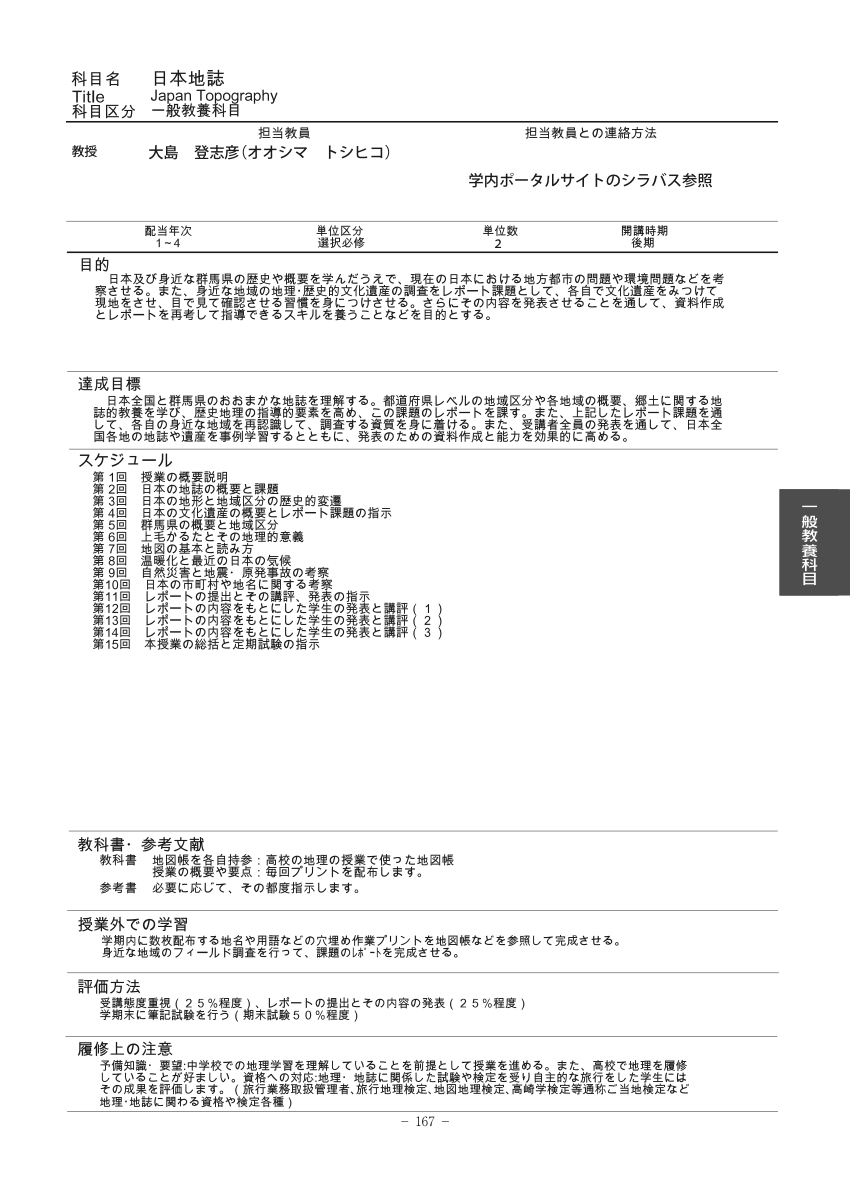 科目名 日本地誌
Title Japan Topography
科目区分 一般教養科目
担当教員 担当教員との連絡方法
教授 大島 登志彦(オオシマ トシヒコ)
学内ポータルサイトのシラバス参照
配当年次 単位区分 単位数 開講時期
1~4 選択必修 2 後期
目的
日本及び身近な群馬県の歴史や概要を学んだうえで、現在の日本における地方都市の問題や環境問題などを考
察させる。また、身近な地域の地理・歴史的文化遺産の調査をレポート課題として、各自で文化遺産をみつけて
現地をさせ、目で見て確認させる習慣を身につけさせる。さらにその内容を発表させることを通して、資料作成
とレポートを再考して指導できるスキルを養うことなどを目的とする。
達成目標
日本全国と群馬県のおおまかな地誌を理解する。都道府県レベルの地域区分や各地域の概要、郷土に関する地
誌的教養を学び、歴史地理の指導的要素を高め、この課題のレポートを課す。また、上記したレポート課題を通
して、各自の身近な地域を再認識して、調査する資質を身に着ける。また、受講者全員の発表を通して、日本全
国各地の地誌や遺産を事例学習するとともに、発表のための資料作成と能力を効果的に高める。
スケジュール
第 1回 授業の概要説明
第 2回 日本の地誌の概要と課題
第 3回 日本の地形と地域区分の歴史的変遷
第 4回 日本の文化遺産の概要とレポート課題の指示
第 5回 群馬県の概要と地域区分
第 6回 上毛かるたとその地理的意義
第 7回 地図の基本と読み方
第 8回 温暖化と最近の日本の気候
第 9回 自然災害と地震・原発事故の考察
第10回 日本の市町村や地名に関する考察
第11回 レポートの提出とその講評、発表の指示
第12回 レポートの内容をもとにした学生の発表と講評(1)
第13回 レポートの内容をもとにした学生の発表と講評(2)
第14回 レポートの内容をもとにした学生の発表と講評(3)
第15回 本授業の総括と定期試験の指示
一般教養科目
教科書・参考文献
教科書 地図帳を各自持参:高校の地理の授業で使った地図帳
授業の概要や要点:毎回プリントを配布します。
参考書 必要に応じて、その都度指示します。
授業外での学習
学期内に数枚配布する地名や用語などの穴埋め作業プリントを地図帳などを参照して完成させる。
身近な地域のフィールド調査を行って、課題のﾚﾎﾟｰﾄを完成させる。
評価方法
受講態度重視(25%程度)、レポートの提出とその内容の発表(25%程度)
学期末に筆記試験を行う(期末試験50%程度)
履修上の注意
予備知識・要望:中学校での地理学習を理解していることを前提として授業を進める。また、高校で地理を履修
していることが好ましい。資格への対応:地理・地誌に関係した試験や検定を受り自主的な旅行をした学生には
その成果を評価します。(旅行業務取扱管理者、旅行地理検定、地図地理検定、高崎学検定等通称ご当地検定など
地理・地誌に関わる資格や検定各種)
－ 167 －